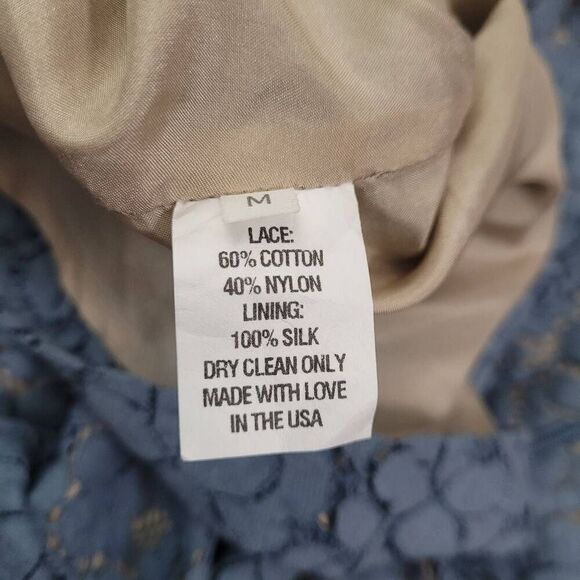 M
LACE:
60% COTTON
40% NYLON
LINING:
100% SILK
DRY CLEAN ONLY
MADE WITH LOVE
IN THE USA